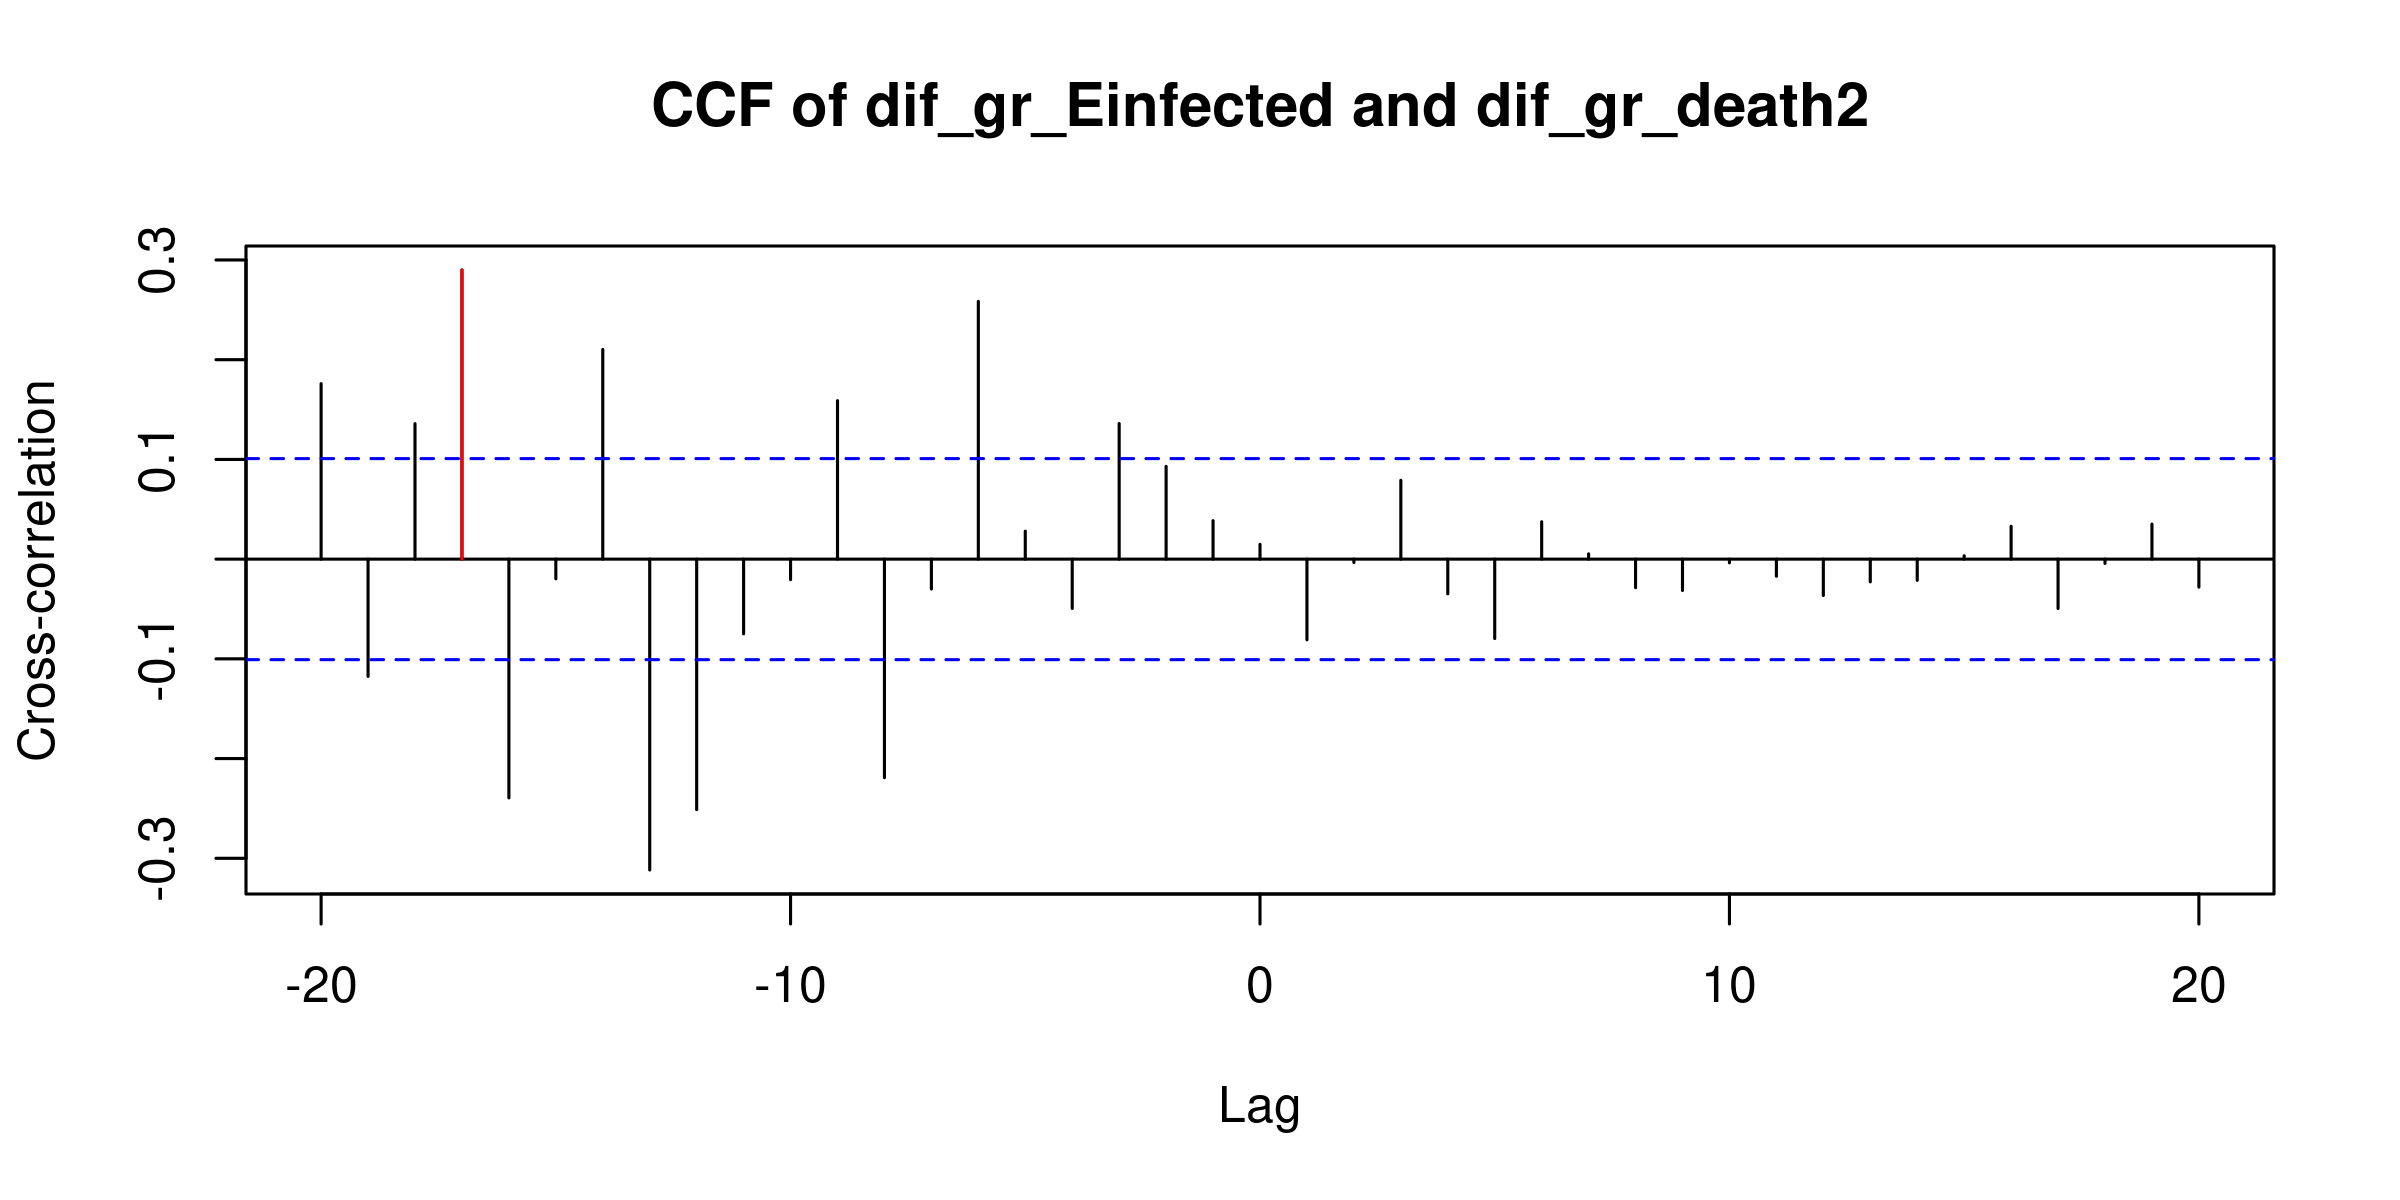 CCF of dif_gr_Einfected and dif_gr_death2
Cross-correlation
0.3
0.1
-0.1
-0.3
-20 -10 0 10 20
Lag